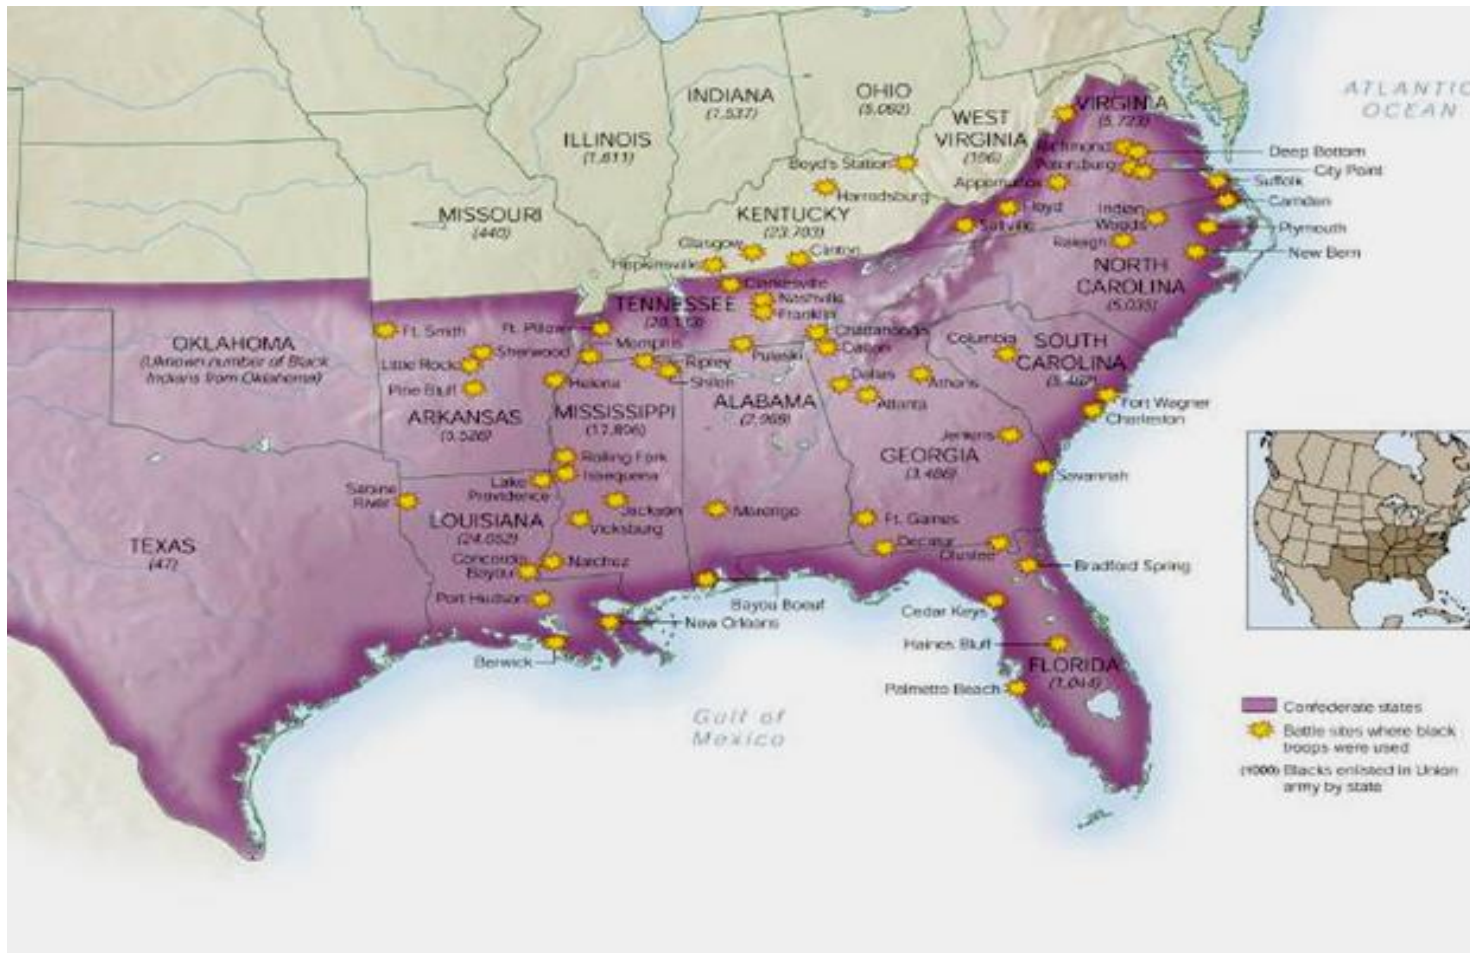 ATLANTIC
OCEAN
INDIANA
(1,537)
OHIO
(5,092)
ILLINOIS
(1,811)
WEST
VIRGINIA
(196)
VIRGINIA
(5,723)
MISSOURI
(440)
KENTUCKY
(23,703)
Boyd's Station
Harrodsburg
Glasgow
Hopkinsville
Clinton
Richmond
Petersburg
Deep Bottom
City Point
Suffolk
Camden
Plymouth
New Bern
Floyd
Saltville
Indian
Woods
Raleigh
NORTH
CAROLINA
(5,035)
TENNESSEE
Clarkesville
Nashville
Franklin
Ft. Pillow
Memphis
Chattanooga
Dalton
Pulaski
Ripley
Shiloh
OKLAHOMA
(Uknown number of Black
Indians from Oklahoma)
Ft. Smith
Little Rock
Sherwood
Pine Bluff
Helena
ARKANSAS
(5,526)
MISSISSIPPI
ALABAMA
Columbia
SOUTH
CAROLINA
Dallas
Athens
Atlanta
Fort Wagner
Charleston
Jenkins
GEORGIA
(3,486)
Savannah
Rolling Fork
Issaquena
Lake
Providence
Sabine
River
Jackson
Vicksburg
LOUISIANA
(24,052)
Marengo
Ft. Gaines
Decatur
Olustee
Bradford Spring
TEXAS
(47)
Concordia
Bayou
Port Hudson
Bayou Boeuf
New Orleans
Berwick
Cedar Keys
Haines Bluff
FLORIDA
(1,044)
Palmetto Beach
Gulf of
Mexico
Confederate states
Battle sites where black
troops were used
(1000) Blacks enlisted in Union
army by state